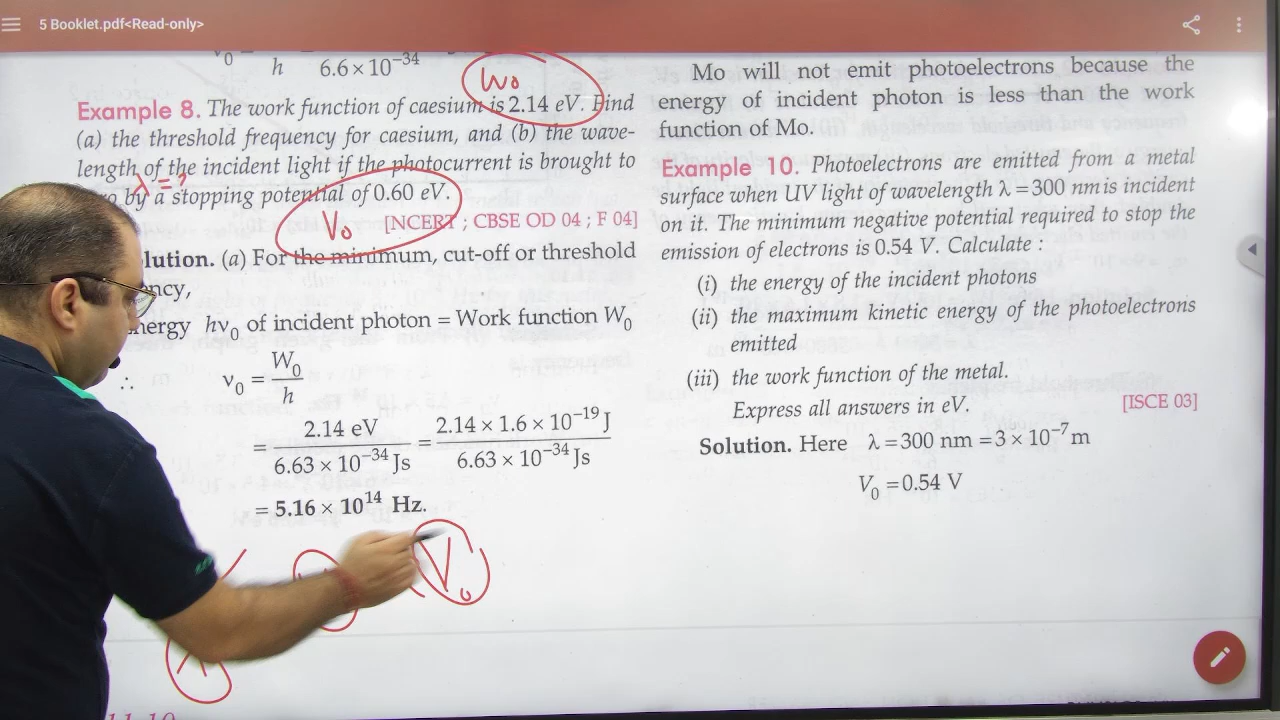 5 Booklet.pdf<Read-only>
ν0 h 6.6 × 10−34
W0
Example 8. The work function of caesium is 2.14 eV. Find
(a) the threshold frequency for caesium, and (b) the wave-
length of the incident light if the photocurrent is brought to
λ = ?
by a stopping potential of 0.60 eV.
V0
[NCERT ; CBSE OD 04 ; F 04]
lution. (a) For the minimum, cut-off or threshold
ncy,
nergy hν0 of incident photon = Work function W0
∴ ν0 = W0/h
= 2.14 eV / 6.63 × 10−34 Js = 2.14 × 1.6 × 10−19 J / 6.63 × 10−34 Js
= 5.16 × 10^14 Hz.
V0
λ
Mo will not emit photoelectrons because the
energy of incident photon is less than the work
function of Mo.
Example 10. Photoelectrons are emitted from a metal
surface when UV light of wavelength λ = 300 nm is incident
on it. The minimum negative potential required to stop the
emission of electrons is 0.54 V. Calculate :
(i) the energy of the incident photons
(ii) the maximum kinetic energy of the photoelectrons
emitted
(iii) the work function of the metal.
Express all answers in eV.
[ISCE 03]
Solution. Here λ = 300 nm = 3 × 10−7 m
V0 = 0.54 V